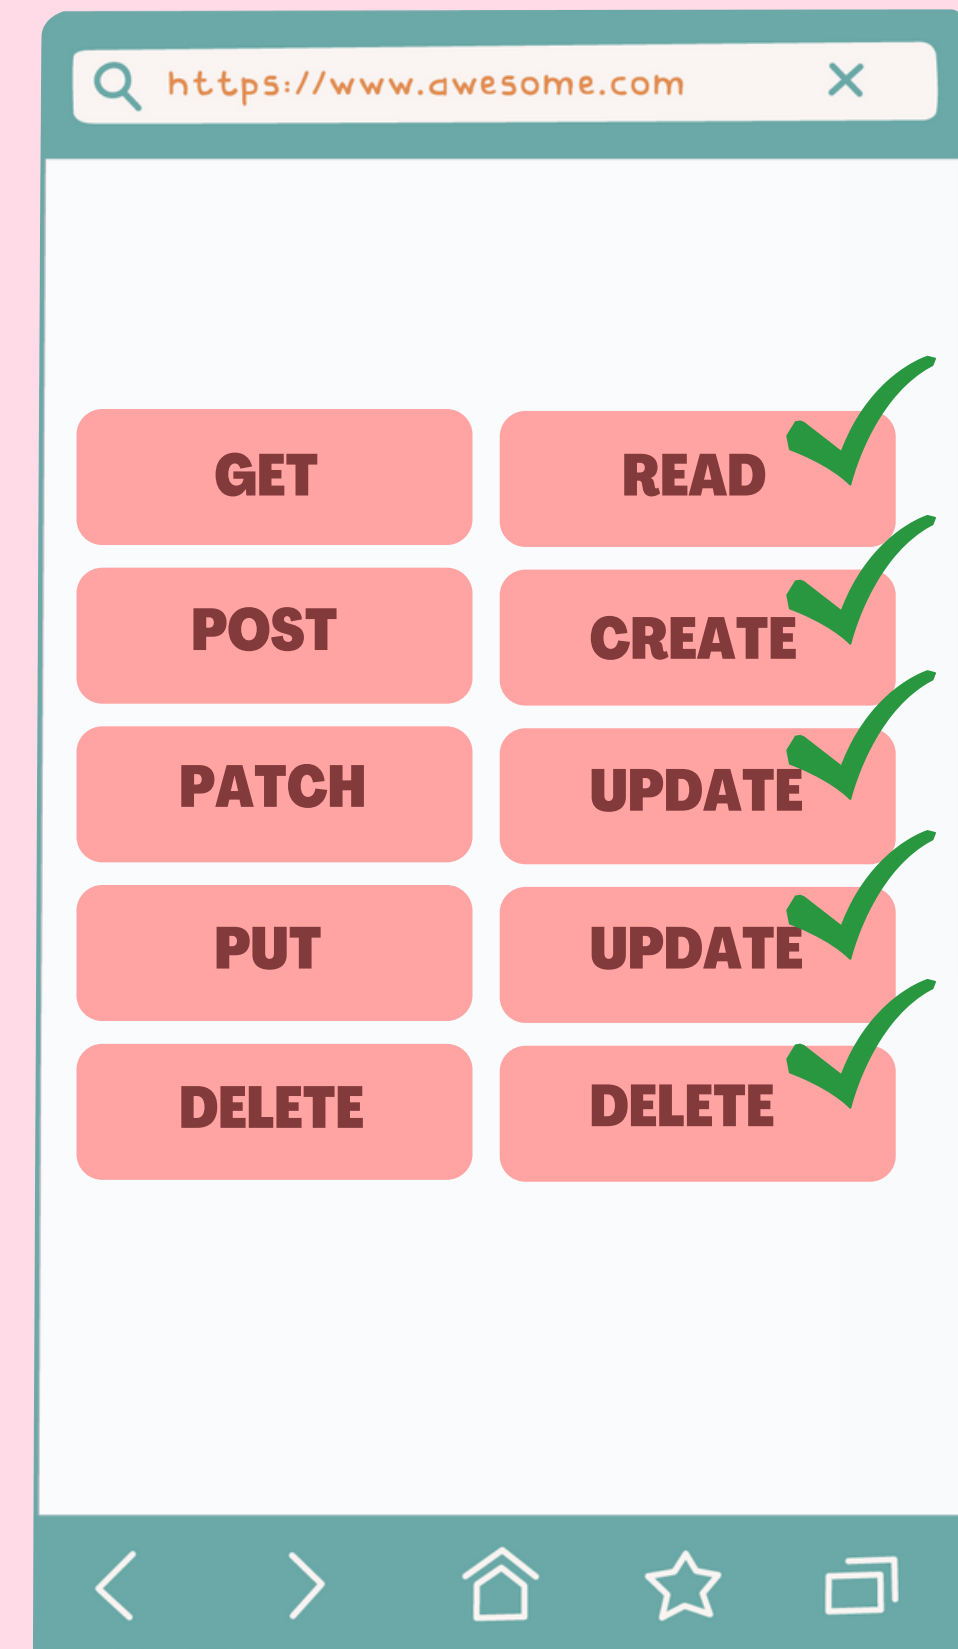 https://www.awesome.com
GET READ
POST CREATE
PATCH UPDATE
PUT UPDATE
DELETE DELETE